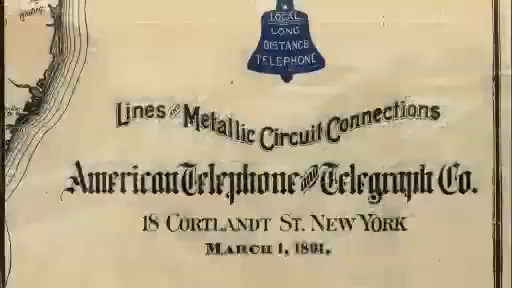 LOCAL
LONG
DISTANCE
TELEPHONE
Lines and Metallic Circuit Connections
American Telephone and Telegraph Co.
18 Cortlandt St. New York
March 1, 1891.